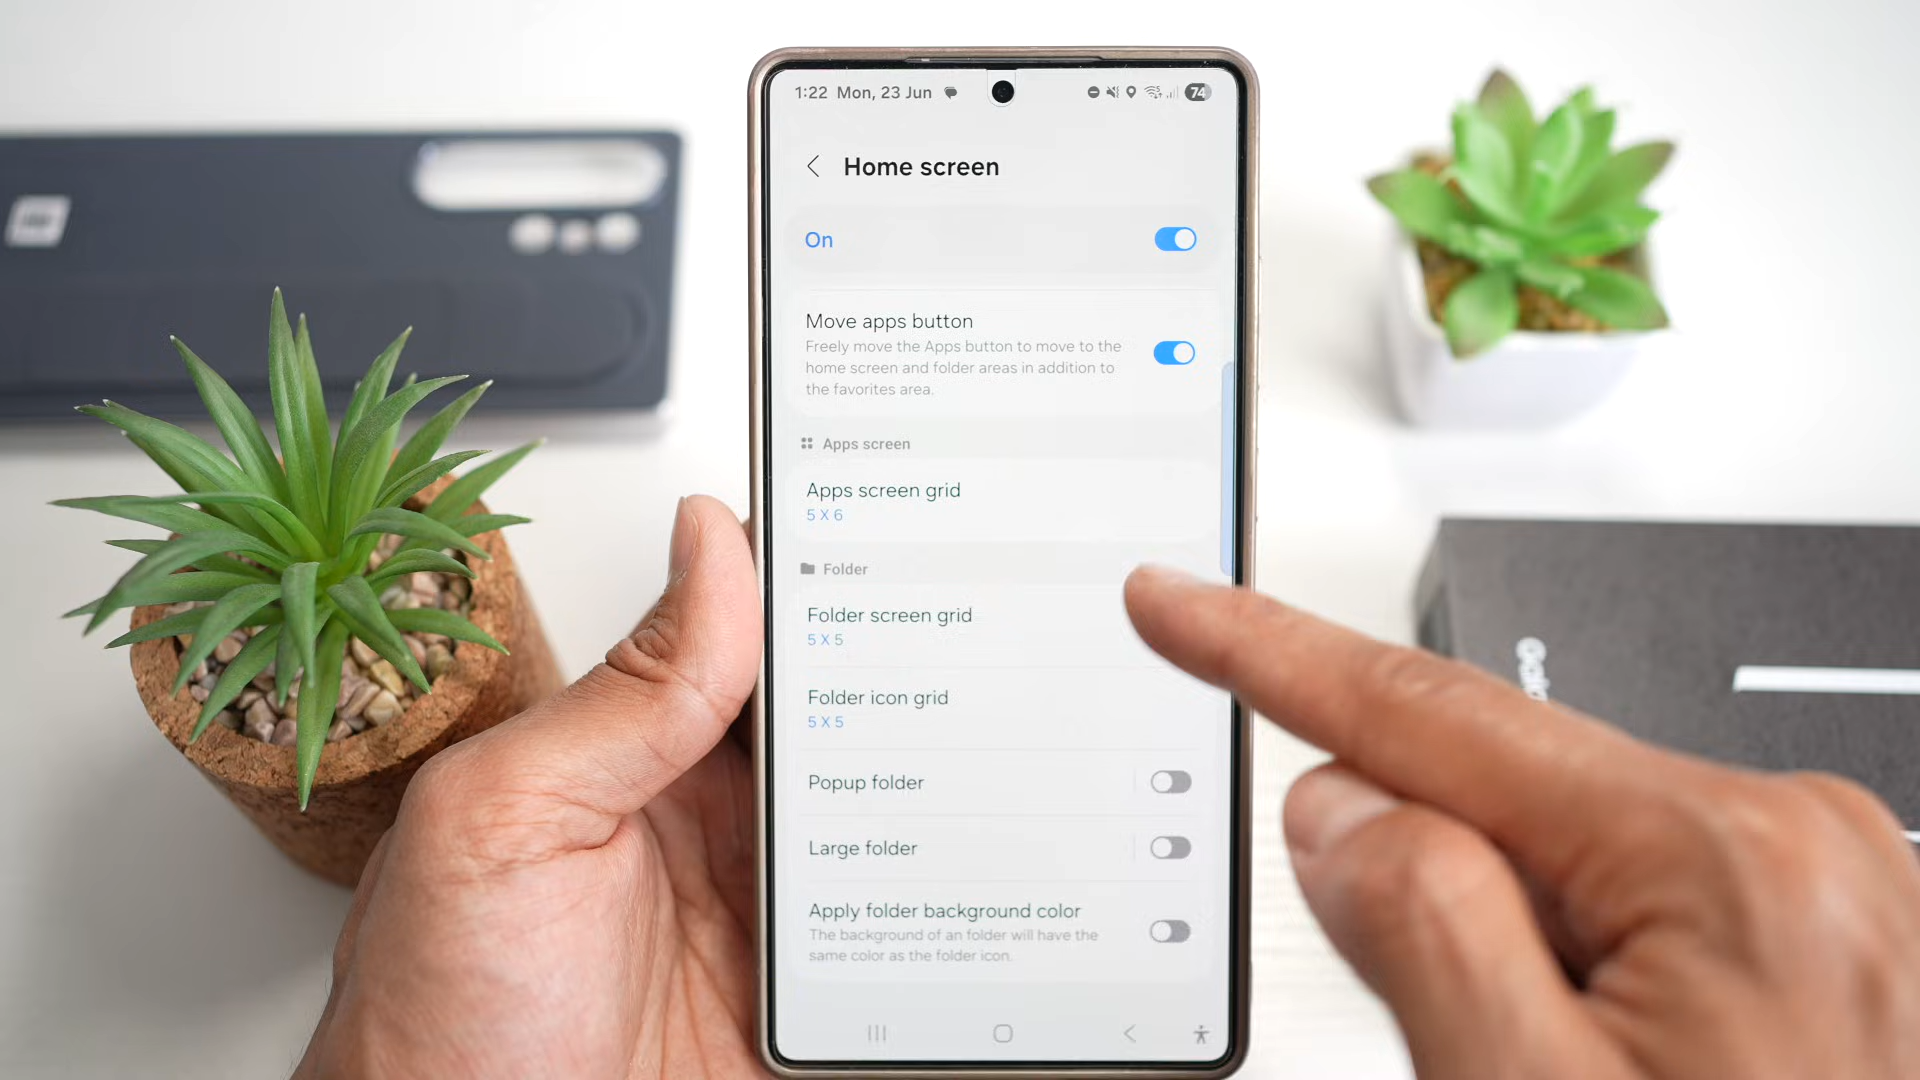 1:22 Mon, 23 Jun
74
Home screen
On
Move apps button
Freely move the Apps button to move to the
home screen and folder areas in addition to
the favorites area.
Apps screen
Apps screen grid
5 X 6
Folder
Folder screen grid
5 X 5
Folder icon grid
5 X 5
Popup folder
Large folder
Apply folder background color
The background of an folder will have the
same color as the folder icon.